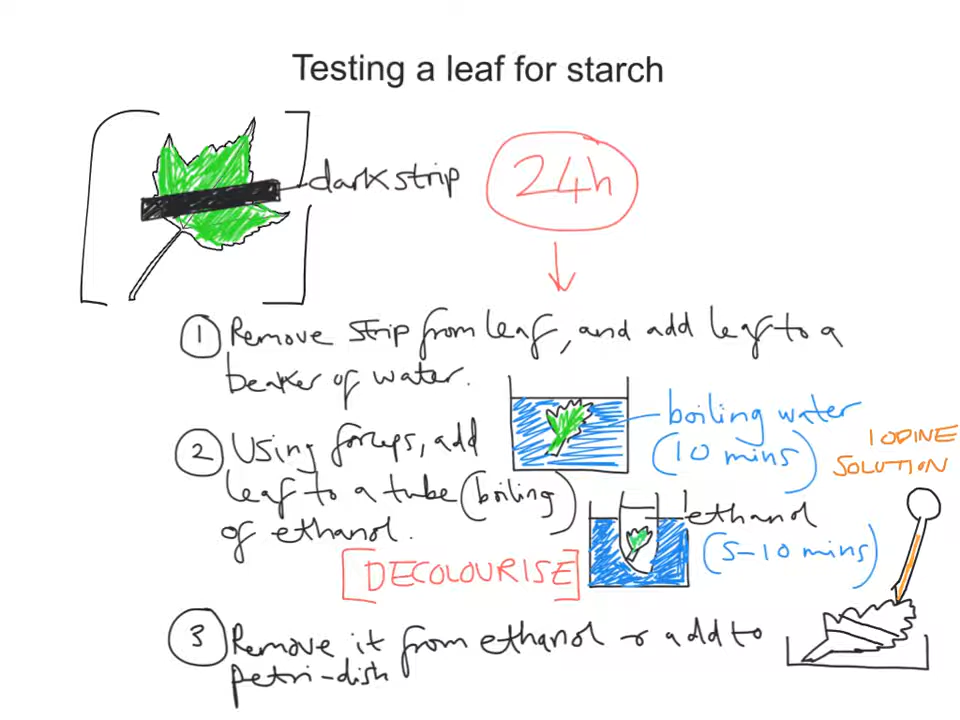 Testing a leaf for starch
dark strip
24h
1 Remove strip from leaf, and add leaf to a
beaker of water.
boiling water
(10 mins)
2 Using forceps, add
leaf to a tube (boiling)
of ethanol.
[DECOLOURISE]
ethanol
(5-10 mins)
IODINE
SOLUTION
3 Remove it from ethanol & add to
petri-dish